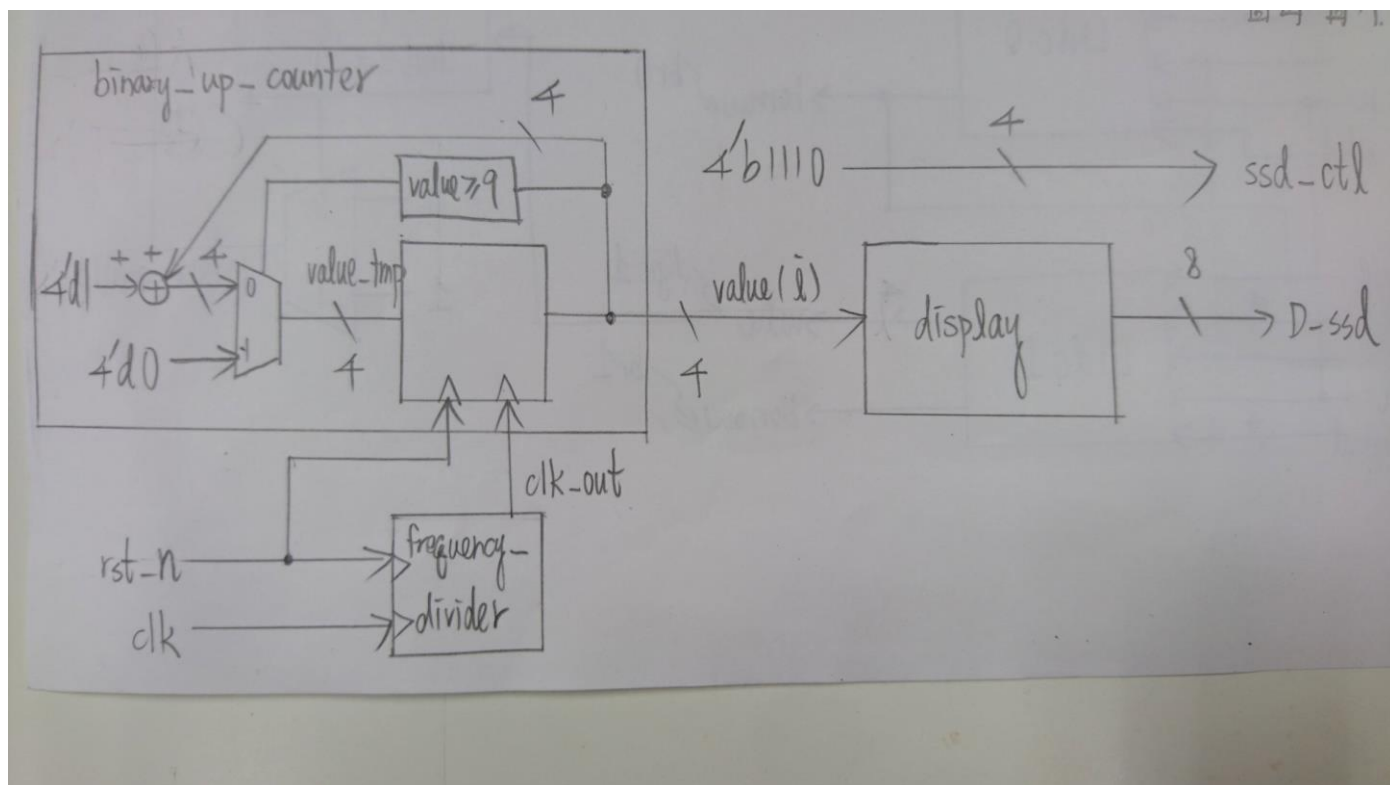 binary_up_counter
4
value≥9
4'd1
+ +
+
4
0
1
4'd0
value_tmp
4
4'b1110
4
ssd_ctl
value(i)
4
display
8
D_ssd
clk_out
rst_n
clk
frequency_
divider